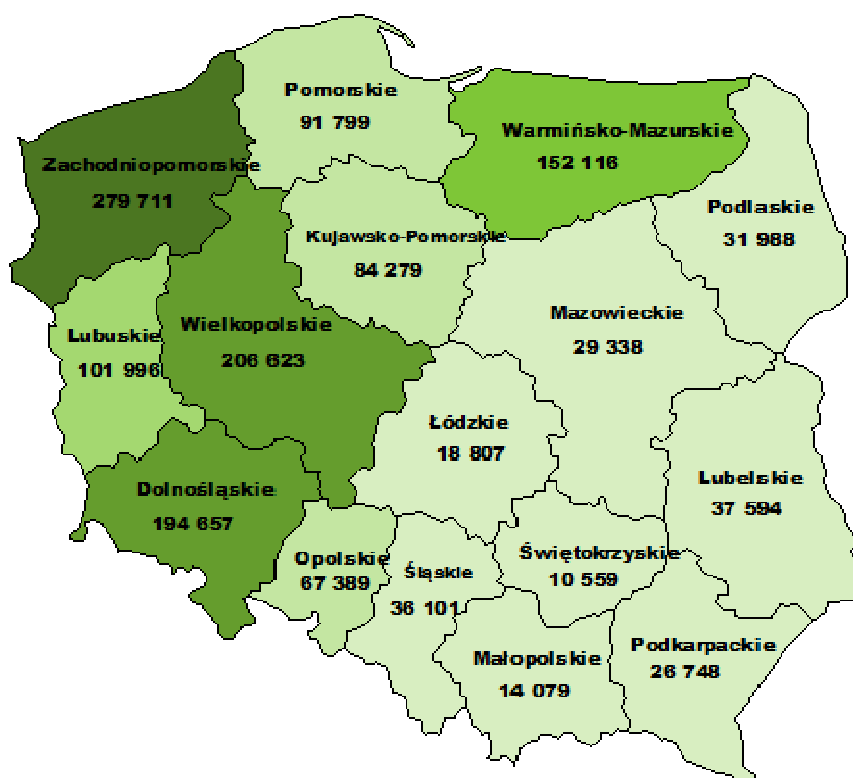 Pomorskie
91 799
Warmińsko-Mazurskie
152 116
Zachodniopomorskie
279 711
Podlaskie
31 988
Kujawsko-Pomorskie
84 279
Mazowieckie
29 338
Wielkopolskie
206 623
Lubuskie
101 996
Łódzkie
18 807
Lubelskie
37 594
Dolnośląskie
194 657
Opolskie
67 389
Śląskie
36 101
Świętokrzyskie
10 559
Małopolskie
14 079
Podkarpackie
26 748